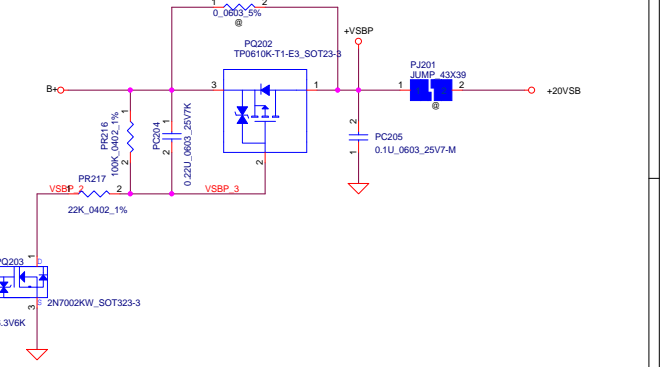 1
2
0_0603_5%
@
PQ202
TP0610K-T1-E3_SOT23-3
+VSBP
PJ201
JUMP_43X39
B+
3
1
1
2
+20VSB
@
1
PR216
100K_0402_1%
2
1
PC204
0.22U_0603_25V7K
2
2
PC205
0.1U_0603_25V7-M
1
2
PR217
VSBP_2
1
2
VSBP_3
22K_0402_1%
1
D
PQ203
S
2N7002KW_SOT323-3
3
.3V6K